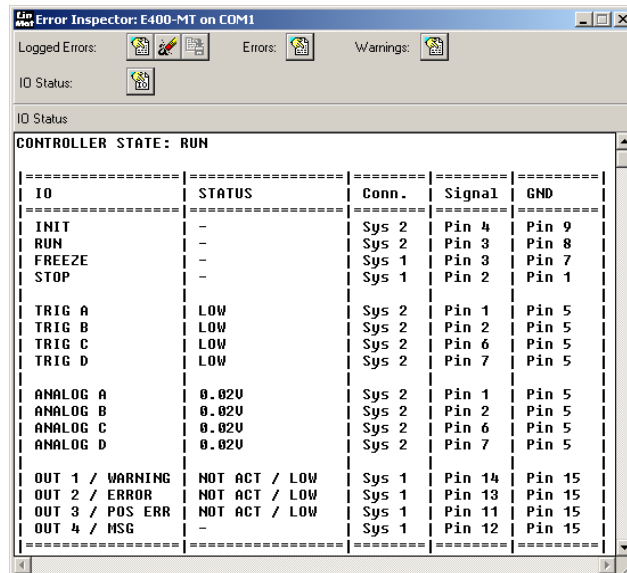 Lin Mot Error Inspector: E400-MT on COM1
Logged Errors: Errors: Warnings:
IO Status: IO
IO Status
CONTROLLER STATE: RUN
|=================|================|========|========|=========|
| IO | STATUS | Conn. | Signal | GND |
|=================|================|========|========|=========|
| INIT | - | Sys 2 | Pin 4 | Pin 9 |
| RUN | - | Sys 2 | Pin 3 | Pin 8 |
| FREEZE | - | Sys 1 | Pin 3 | Pin 7 |
| STOP | - | Sys 1 | Pin 2 | Pin 1 |
| | | | | |
| TRIG A | LOW | Sys 2 | Pin 1 | Pin 5 |
| TRIG B | LOW | Sys 2 | Pin 2 | Pin 5 |
| TRIG C | LOW | Sys 2 | Pin 6 | Pin 5 |
| TRIG D | LOW | Sys 2 | Pin 7 | Pin 5 |
| | | | | |
| ANALOG A | 0.02V | Sys 2 | Pin 1 | Pin 5 |
| ANALOG B | 0.02V | Sys 2 | Pin 2 | Pin 5 |
| ANALOG C | 0.02V | Sys 2 | Pin 6 | Pin 5 |
| ANALOG D | 0.02V | Sys 2 | Pin 7 | Pin 5 |
| | | | | |
| OUT 1 / WARNING | NOT ACT / LOW | Sys 1 | Pin 14 | Pin 15 |
| OUT 2 / ERROR | NOT ACT / LOW | Sys 1 | Pin 13 | Pin 15 |
| OUT 3 / POS ERR | NOT ACT / LOW | Sys 1 | Pin 11 | Pin 15 |
| OUT 4 / MSG | - | Sys 1 | Pin 12 | Pin 15 |
|=================|================|========|========|=========|